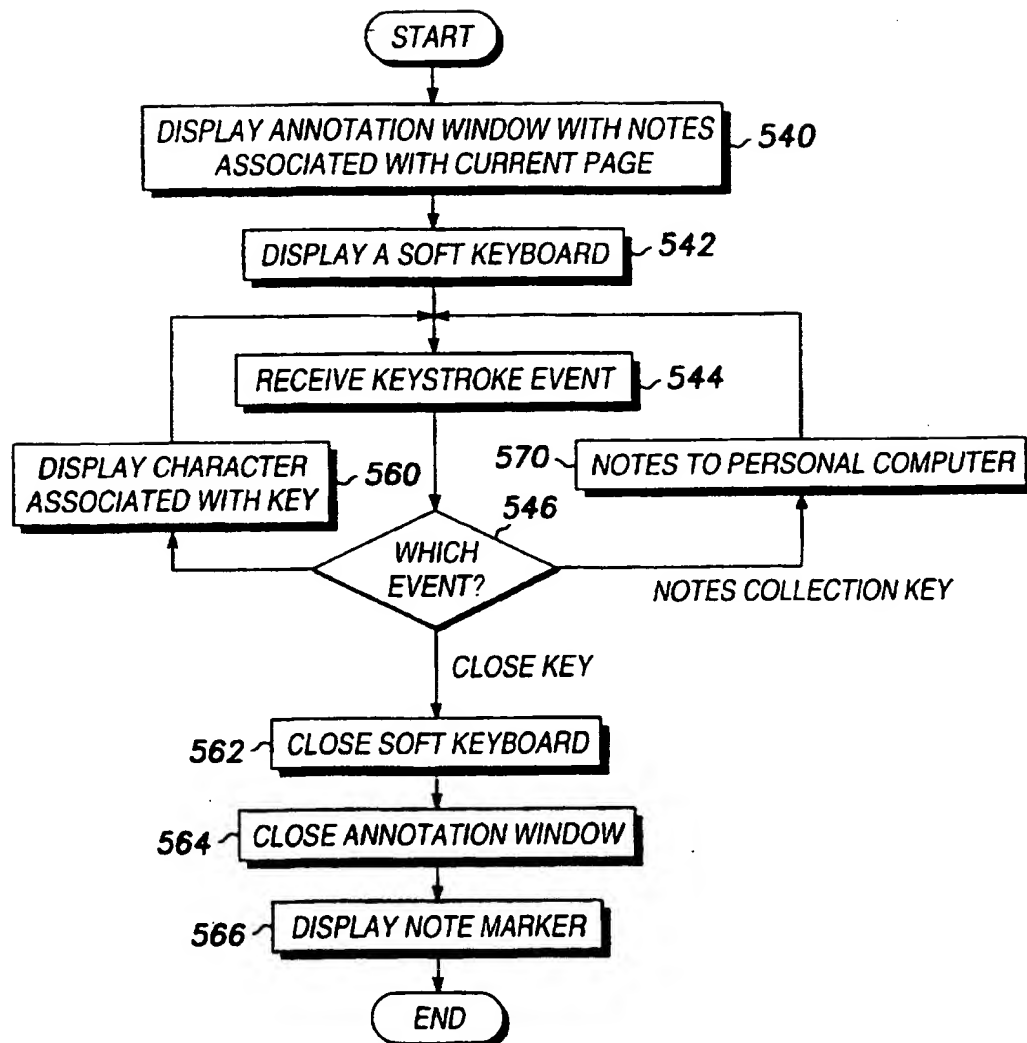 START
DISPLAY ANNOTATION WINDOW WITH NOTES
ASSOCIATED WITH CURRENT PAGE
540
DISPLAY A SOFT KEYBOARD
542
RECEIVE KEYSTROKE EVENT
544
DISPLAY CHARACTER
ASSOCIATED WITH KEY
560
570
NOTES TO PERSONAL COMPUTER
546
WHICH
EVENT?
NOTES COLLECTION KEY
CLOSE KEY
562
CLOSE SOFT KEYBOARD
564
CLOSE ANNOTATION WINDOW
566
DISPLAY NOTE MARKER
END